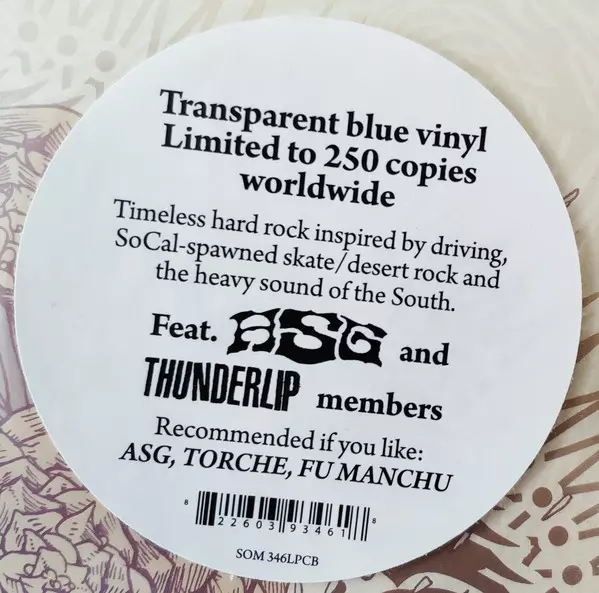 Transparent blue vinyl
Limited to 250 copies
worldwide
Timeless hard rock inspired by driving,
SoCal-spawned skate/desert rock and
the heavy sound of the South.
Feat. ASG and
THUNDERLIP members
Recommended if you like:
ASG, TORCHE, FU MANCHU
8 22603 93461 8
SOM 346LPCB